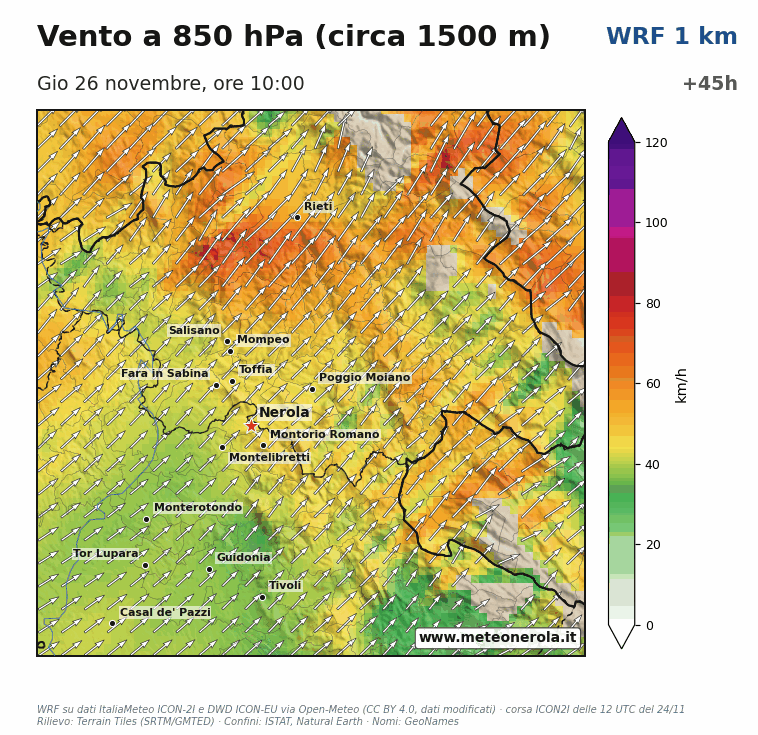 Vento a 850 hPa (circa 1500 m)
WRF 1 km
Gio 26 novembre, ore 10:00
+45h
Rieti
Salisano
Mompeo
Fara in Sabina
Toffia
Poggio Moiano
Nerola
Montorio Romano
Montelibretti
Monterotondo
Tor Lupara
Guidonia
Tivoli
Casal de' Pazzi
www.meteonerola.it
120
100
80
60
40
20
0
km/h
WRF su dati ItaliaMeteo ICON-2I e DWD ICON-EU via Open-Meteo (CC BY 4.0, dati modificati) · corsa ICON2I delle 12 UTC del 24/11
Rilievo: Terrain Tiles (SRTM/GMTED) · Confini: ISTAT, Natural Earth · Nomi: GeoNames